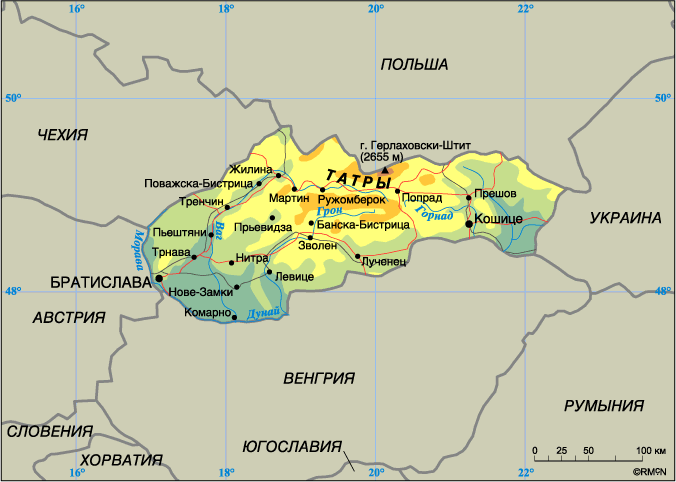 16°
18°
20°
22°
ПОЛЬША
50°
50°
ЧЕХИЯ
г. Герлаховски-Штит
(2655 м)
Жилина
ТАТРЫ
Поважска-Бистрица
Мартин
Ружомберок
Попрад
Прешов
Тренчин
Грон
Горнад
Кошице
УКРАИНА
Прьевидза
Банска-Бистрица
Пьештяни
Ваг
Морава
Зволен
Трнава
Нитра
Лученец
БРАТИСЛАВА
Левице
48°
48°
Нове-Замки
АВСТРИЯ
Комарно
Дунай
ВЕНГРИЯ
РУМЫНИЯ
СЛОВЕНИЯ
ЮГОСЛАВИЯ
ХОРВАТИЯ
0 25 50 100 км
©RMON
16°
18°
20°
22°